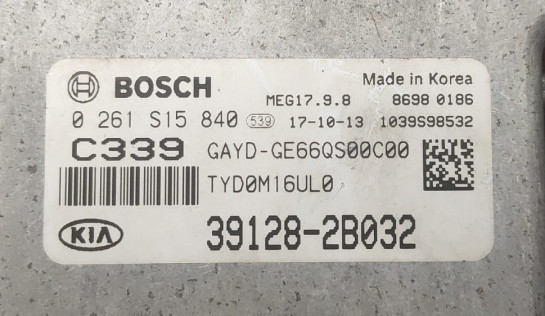 BOSCH
Made in Korea
MEG17.9.8 8698 0186
0 261 S15 840 539 17-10-13 1039S98532
C339 GAYD-GE66QS00C00
TYD0M16UL0
KIA 39128-2B032